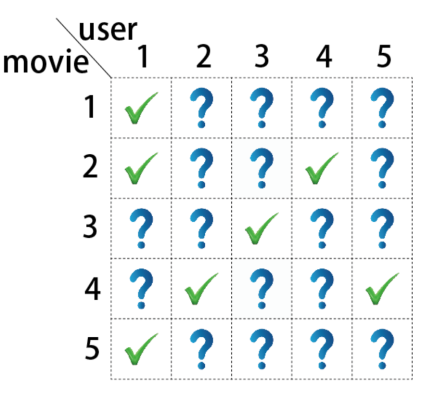 user
movie 1 2 3 4 5
1 ✓ ? ? ? ?
2 ✓ ? ? ✓ ?
3 ? ? ✓ ? ?
4 ? ✓ ? ? ✓
5 ✓ ? ? ? ?